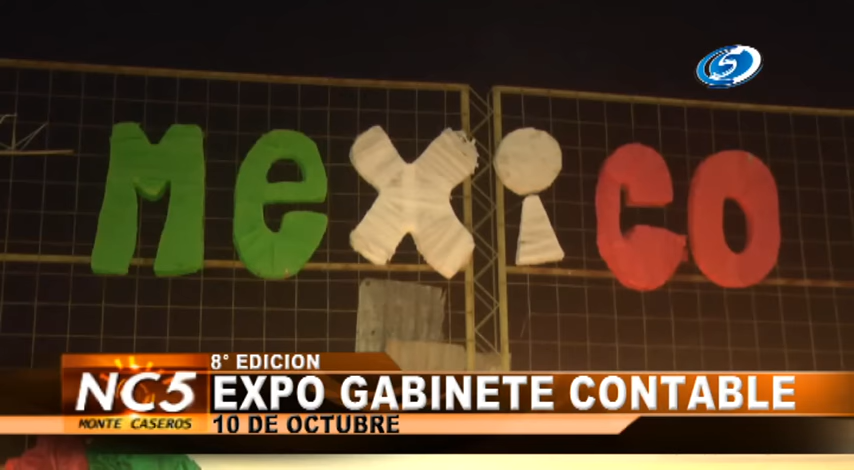 Mexico
8° EDICION
EXPO GABINETE CONTABLE
NC5
MONTE CASEROS
10 DE OCTUBRE